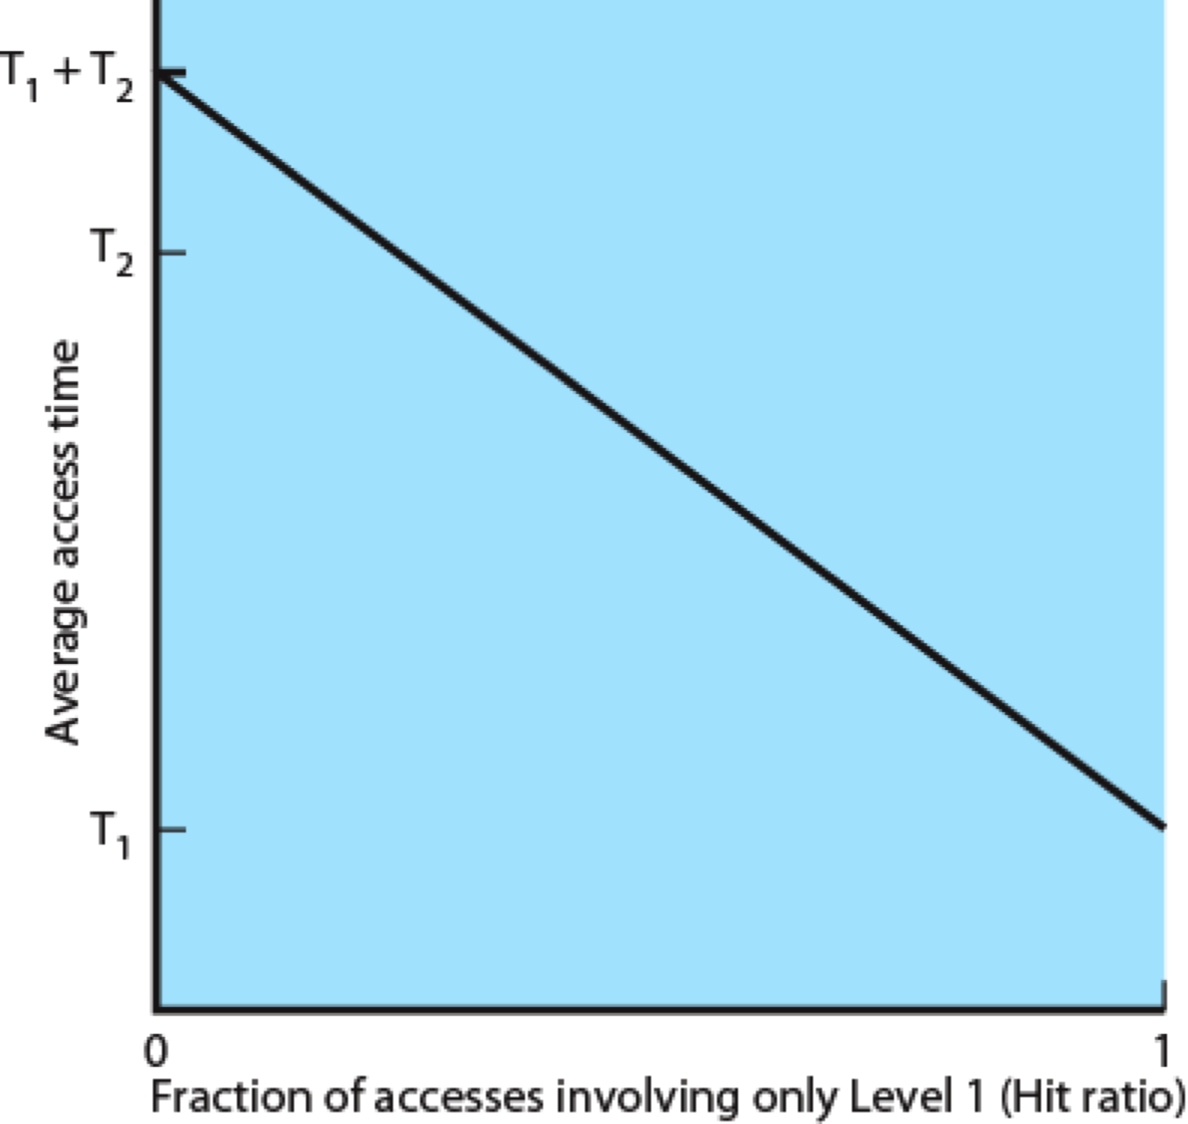 T₁ + T₂
T₂
Average access time
T₁
0
1
Fraction of accesses involving only Level 1 (Hit ratio)